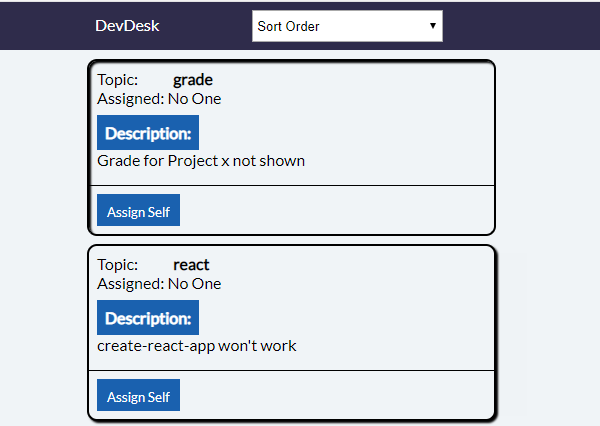 DevDesk
Sort Order
Topic: grade
Assigned: No One
Description:
Grade for Project x not shown
Assign Self
Topic: react
Assigned: No One
Description:
create-react-app won't work
Assign Self